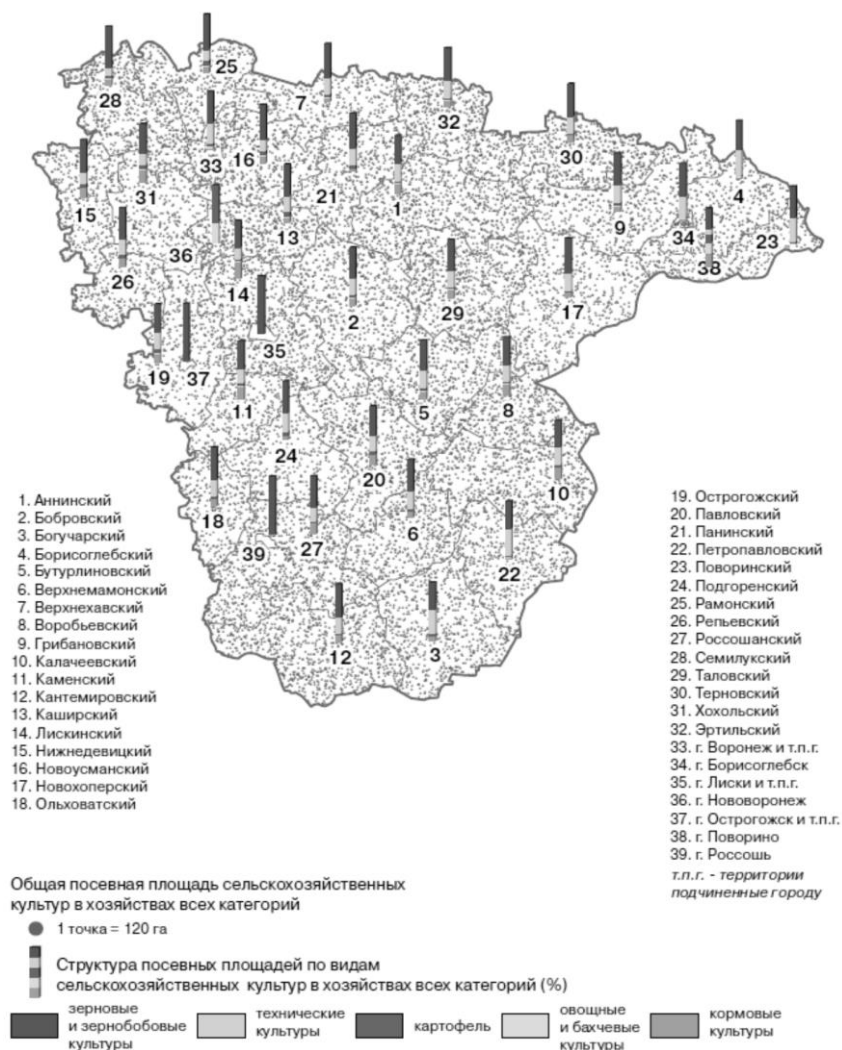 25
7
28
32
30
33
16
4
31
21
15
1
9
34
13
23
36
38
26
14
29
17
2
35
19
37
11
5
8
24
20
10
18
6
39
27
22
12
3
1. Аннинский
2. Бобровский
3. Богучарский
4. Борисоглебский
5. Бутурлиновский
6. Верхнемамонский
7. Верхнехавский
8. Воробьевский
9. Грибановский
10. Калачеевский
11. Каменский
12. Кантемировский
13. Каширский
14. Лискинский
15. Нижнедевицкий
16. Новоусманский
17. Новохоперский
18. Ольховатский
19. Острогожский
20. Павловский
21. Панинский
22. Петропавловский
23. Поворинский
24. Подгоренский
25. Рамонский
26. Репьевский
27. Россошанский
28. Семилукский
29. Таловский
30. Терновский
31. Хохольский
32. Эртильский
33. г. Воронеж и т.п.г.
34. г. Борисоглебск
35. г. Лиски и т.п.г.
36. г. Нововоронеж
37. г. Острогожск и т.п.г.
38. г. Поворино
39. г. Россошь
т.п.г. - территории
подчиненные городу
Общая посевная площадь сельскохозяйственных
культур в хозяйствах всех категорий
1 точка = 120 га
Структура посевных площадей по видам
сельскохозяйственных культур в хозяйствах всех категорий (%)
зерновые
и зернобобовые
культуры
технические
культуры
картофель
овощные
и бахчевые
культуры
кормовые
культуры